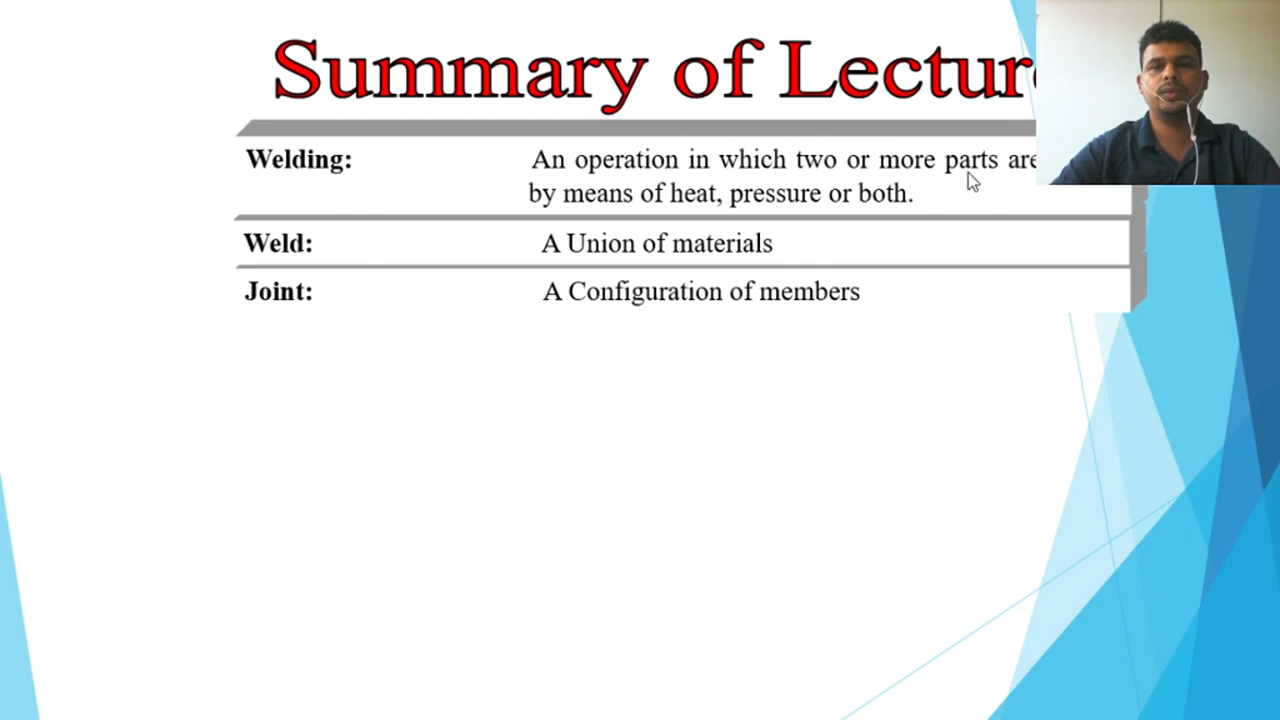 Summary of Lectur
Welding: An operation in which two or more parts are
by means of heat, pressure or both.
Weld: A Union of materials
Joint: A Configuration of members